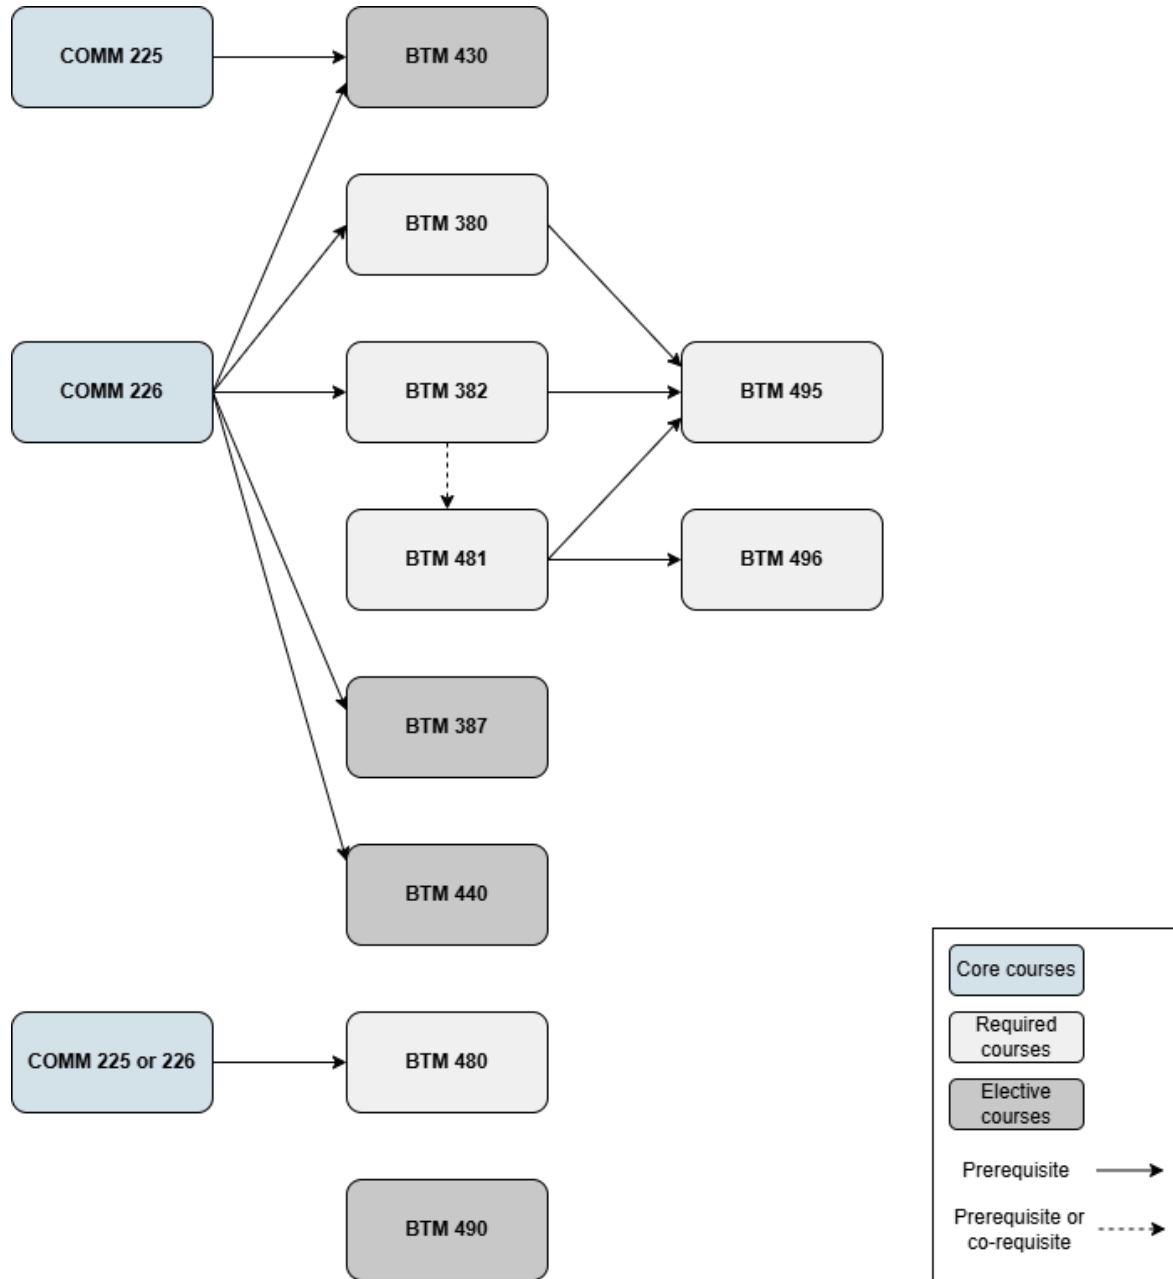 COMM 225
BTM 430
BTM 380
COMM 226
BTM 382
BTM 495
BTM 481
BTM 496
BTM 387
BTM 440
COMM 225 or 226
BTM 480
BTM 490
Core courses
Required
courses
Elective
courses
Prerequisite
Prerequisite or
co-requisite